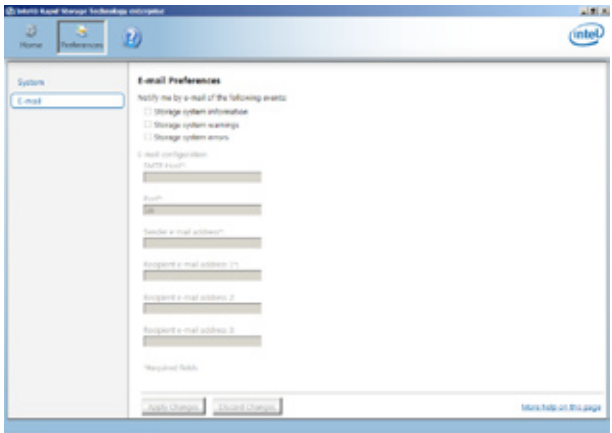 Intel® Rapid Storage Technology enterprise
Home
Preferences
intel
System
E-mail
E-mail Preferences
Notify me by e-mail of the following events:
Storage system information
Storage system warnings
Storage system errors
E-mail configuration
SMTP Host*:
Port*:
Sender e-mail address*:
Recipient e-mail address 1*:
Recipient e-mail address 2:
Recipient e-mail address 3:
*Required fields
Apply Changes
Discard Changes
More help on this page